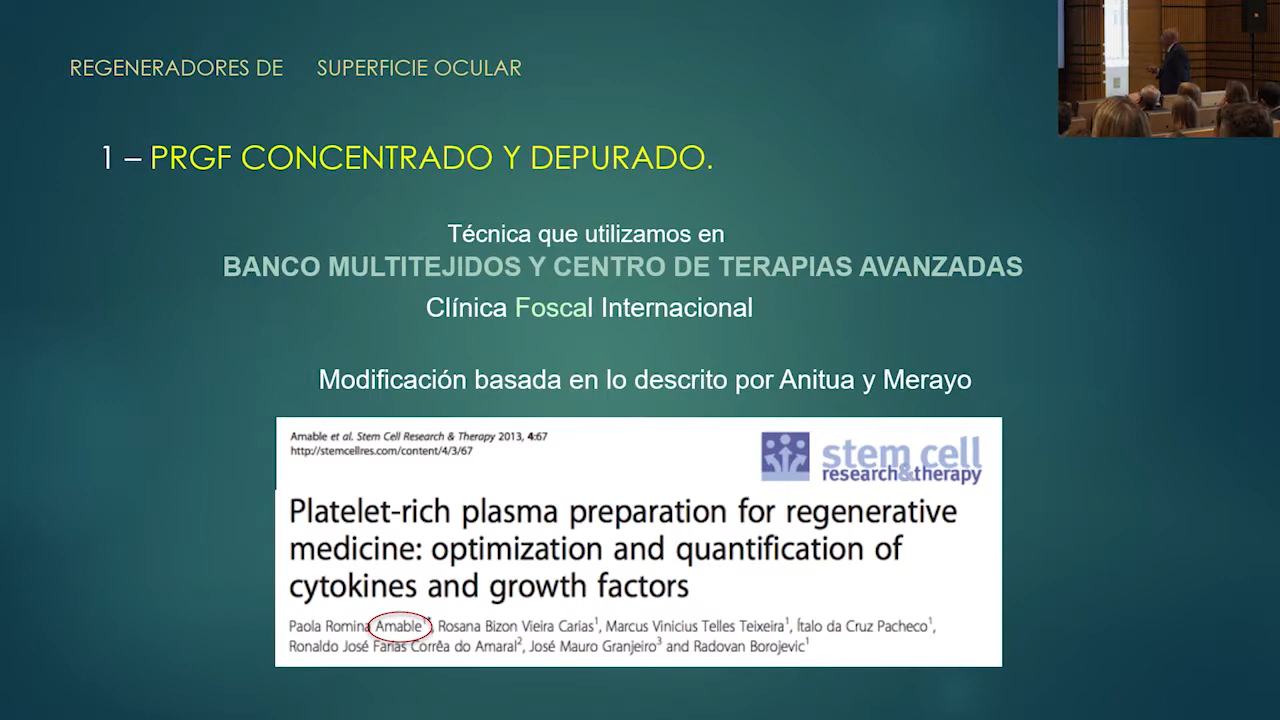 REGENERADORES DE SUPERFICIE OCULAR
1 – PRGF CONCENTRADO Y DEPURADO.
Técnica que utilizamos en
BANCO MULTITEJIDOS Y CENTRO DE TERAPIAS AVANZADAS
Clínica Foscal Internacional
Modificación basada en lo descrito por Anitua y Merayo
Amable et al. Stem Cell Research & Therapy 2013, 4:67
http://stemcellres.com/content/4/3/67
stem cell
research&therapy
Platelet-rich plasma preparation for regenerative
medicine: optimization and quantification of
cytokines and growth factors
Paola Romina Amable1*, Rosana Bizon Vieira Carias1, Marcus Vinicius Telles Teixeira1, Ítalo da Cruz Pacheco1,
Ronaldo José Farias Corrêa do Amaral2, José Mauro Granjeiro3 and Radovan Borojevic1